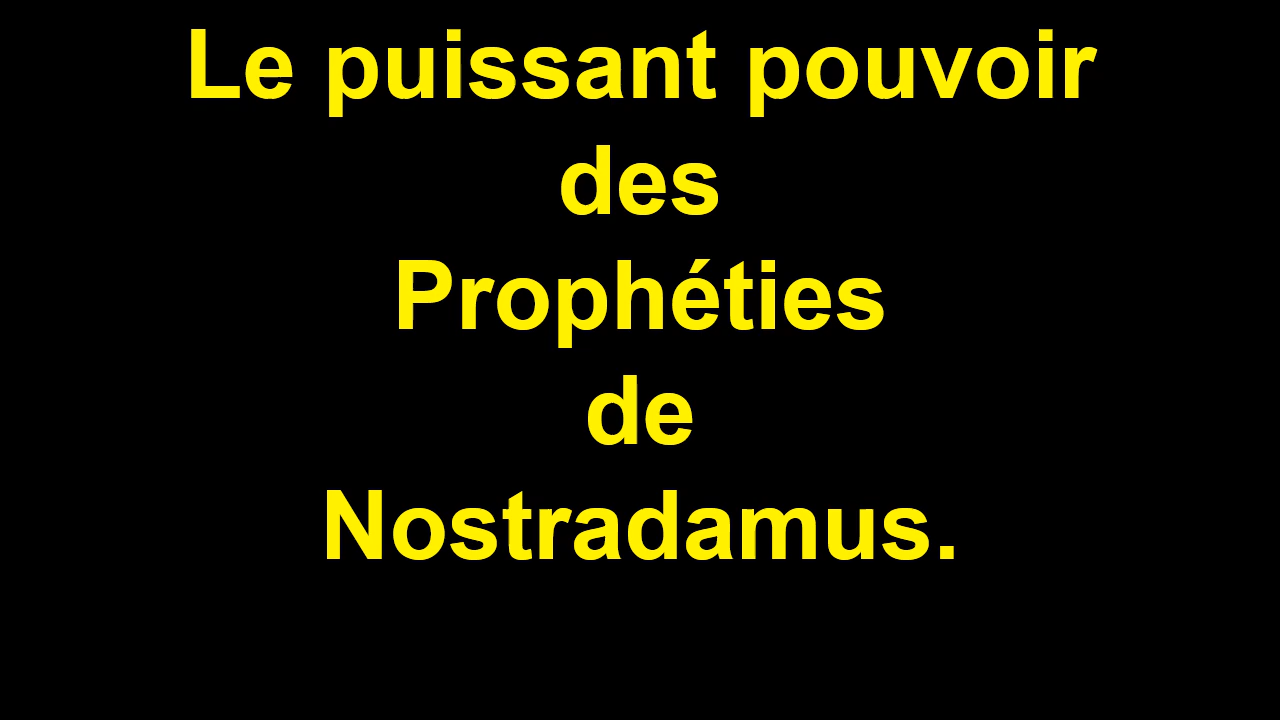 Le puissant pouvoir
des
Prophéties
de
Nostradamus.